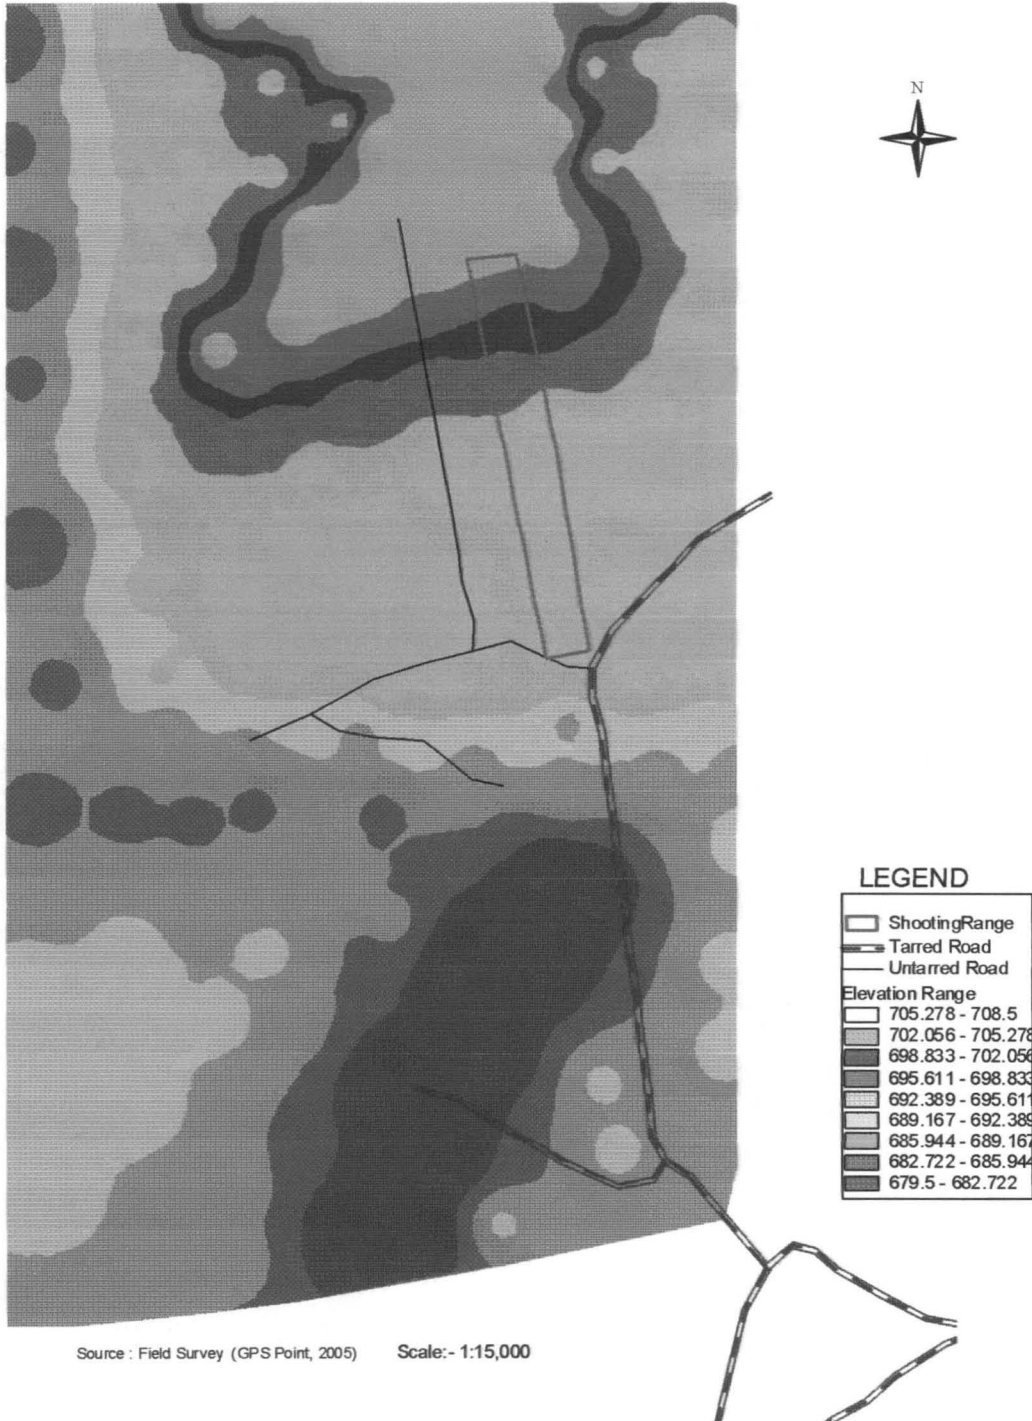 N
LEGEND
ShootingRange
Tarred Road
Untarred Road
Elevation Range
705.278 - 708.5
702.056 - 705.278
698.833 - 702.056
695.611 - 698.833
692.389 - 695.611
689.167 - 692.389
685.944 - 689.167
682.722 - 685.944
679.5 - 682.722
Source : Field Survey (GPS Point, 2005) Scale:- 1:15,000